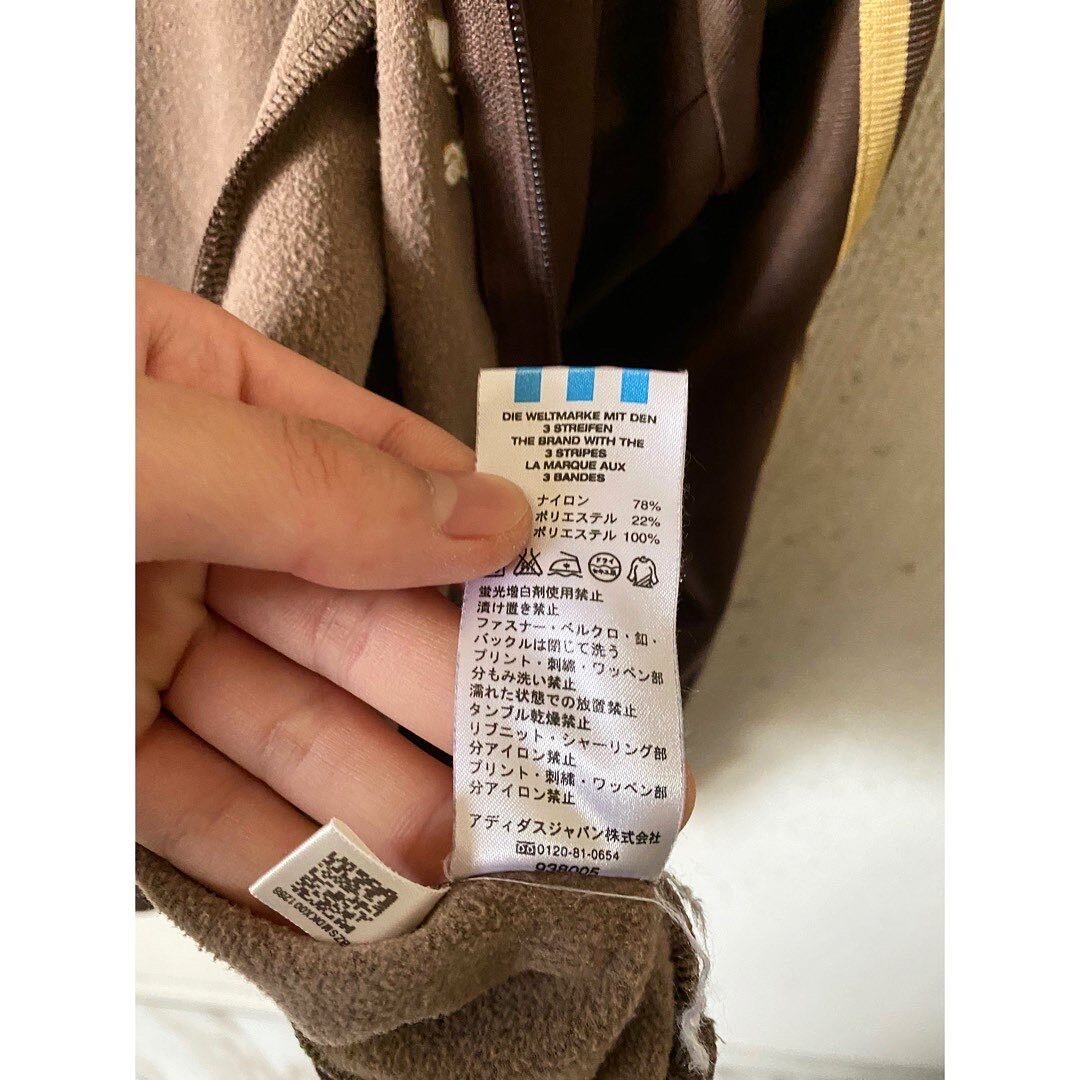 DIE WELTMARKE MIT DEN
3 STREIFEN
THE BRAND WITH THE
3 STRIPES
LA MARQUE AUX
3 BANDES
ナイロン 78%
ポリエステル 22%
ポリエステル 100%
ドライ
蛍光増白剤使用禁止
漬け置き禁止
ファスナー・ベルクロ・釦・
バックルは閉じて洗う
プリント・刺繍・ワッペン部
分もみ洗い禁止
濡れた状態での放置禁止
タンブル乾燥禁止
リブニット・シャーリング部
分アイロン禁止
プリント・刺繍・ワッペン部
分アイロン禁止
アディダスジャパン株式会社
0120-81-0654
938005